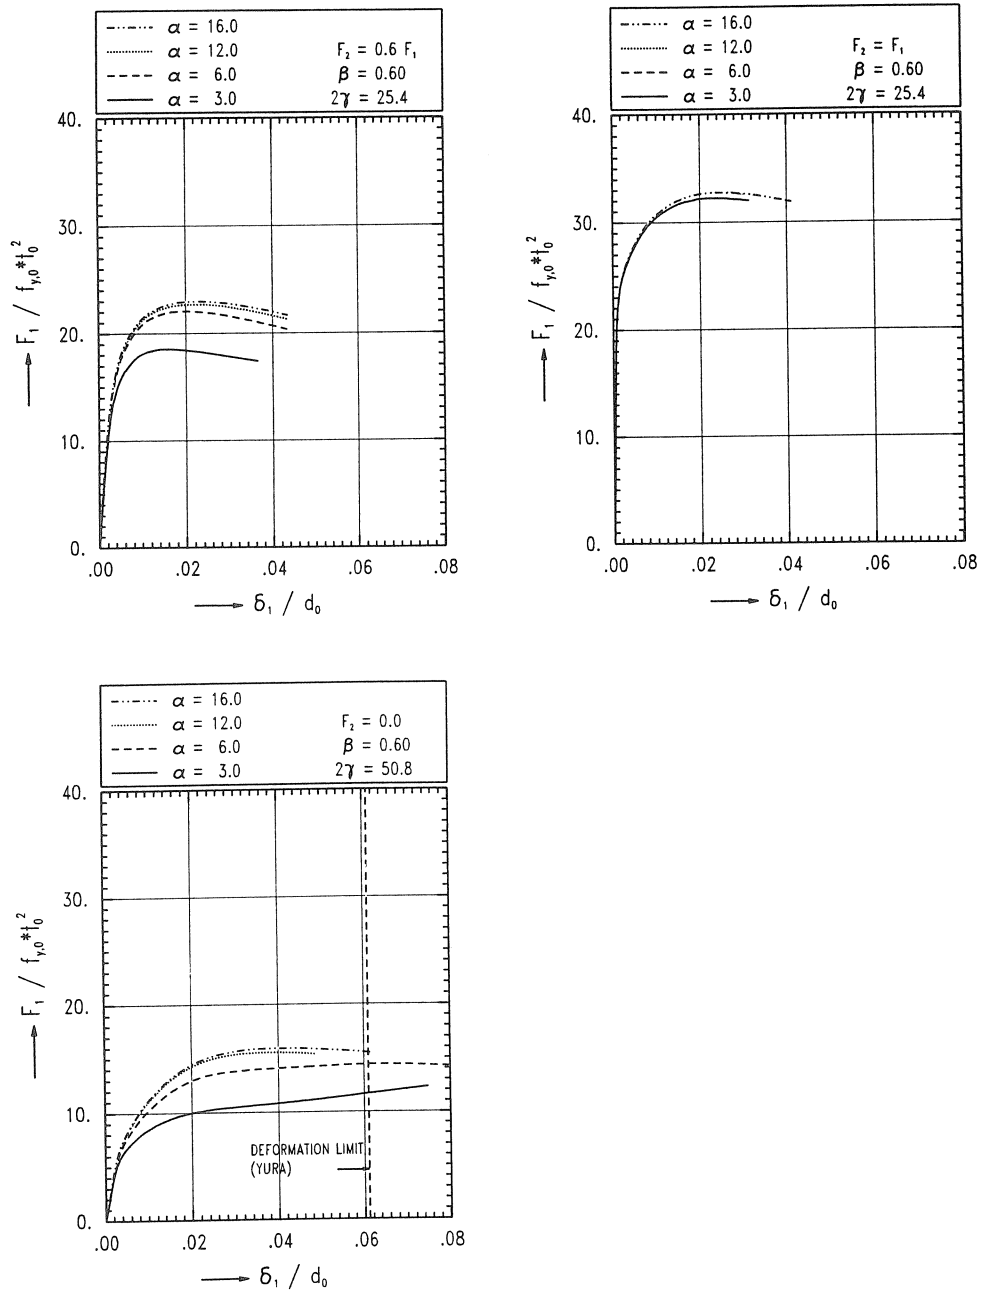 α = 16.0
α = 12.0 F₂ = 0.6 F₁
α = 6.0 β = 0.60
α = 3.0 2γ = 25.4
40.
30.
20.
10.
0.
.00 .02 .04 .06 .08
F₁ / f_y,0*t₀²
δ₁ / d₀
α = 16.0
α = 12.0 F₂ = F₁
α = 6.0 β = 0.60
α = 3.0 2γ = 25.4
40.
30.
20.
10.
0.
.00 .02 .04 .06 .08
F₁ / f_y,0*t₀²
δ₁ / d₀
α = 16.0
α = 12.0 F₂ = 0.0
α = 6.0 β = 0.60
α = 3.0 2γ = 50.8
40.
30.
20.
10.
0.
.00 .02 .04 .06 .08
F₁ / f_y,0*t₀²
DEFORMATION LIMIT
(YURA)
δ₁ / d₀